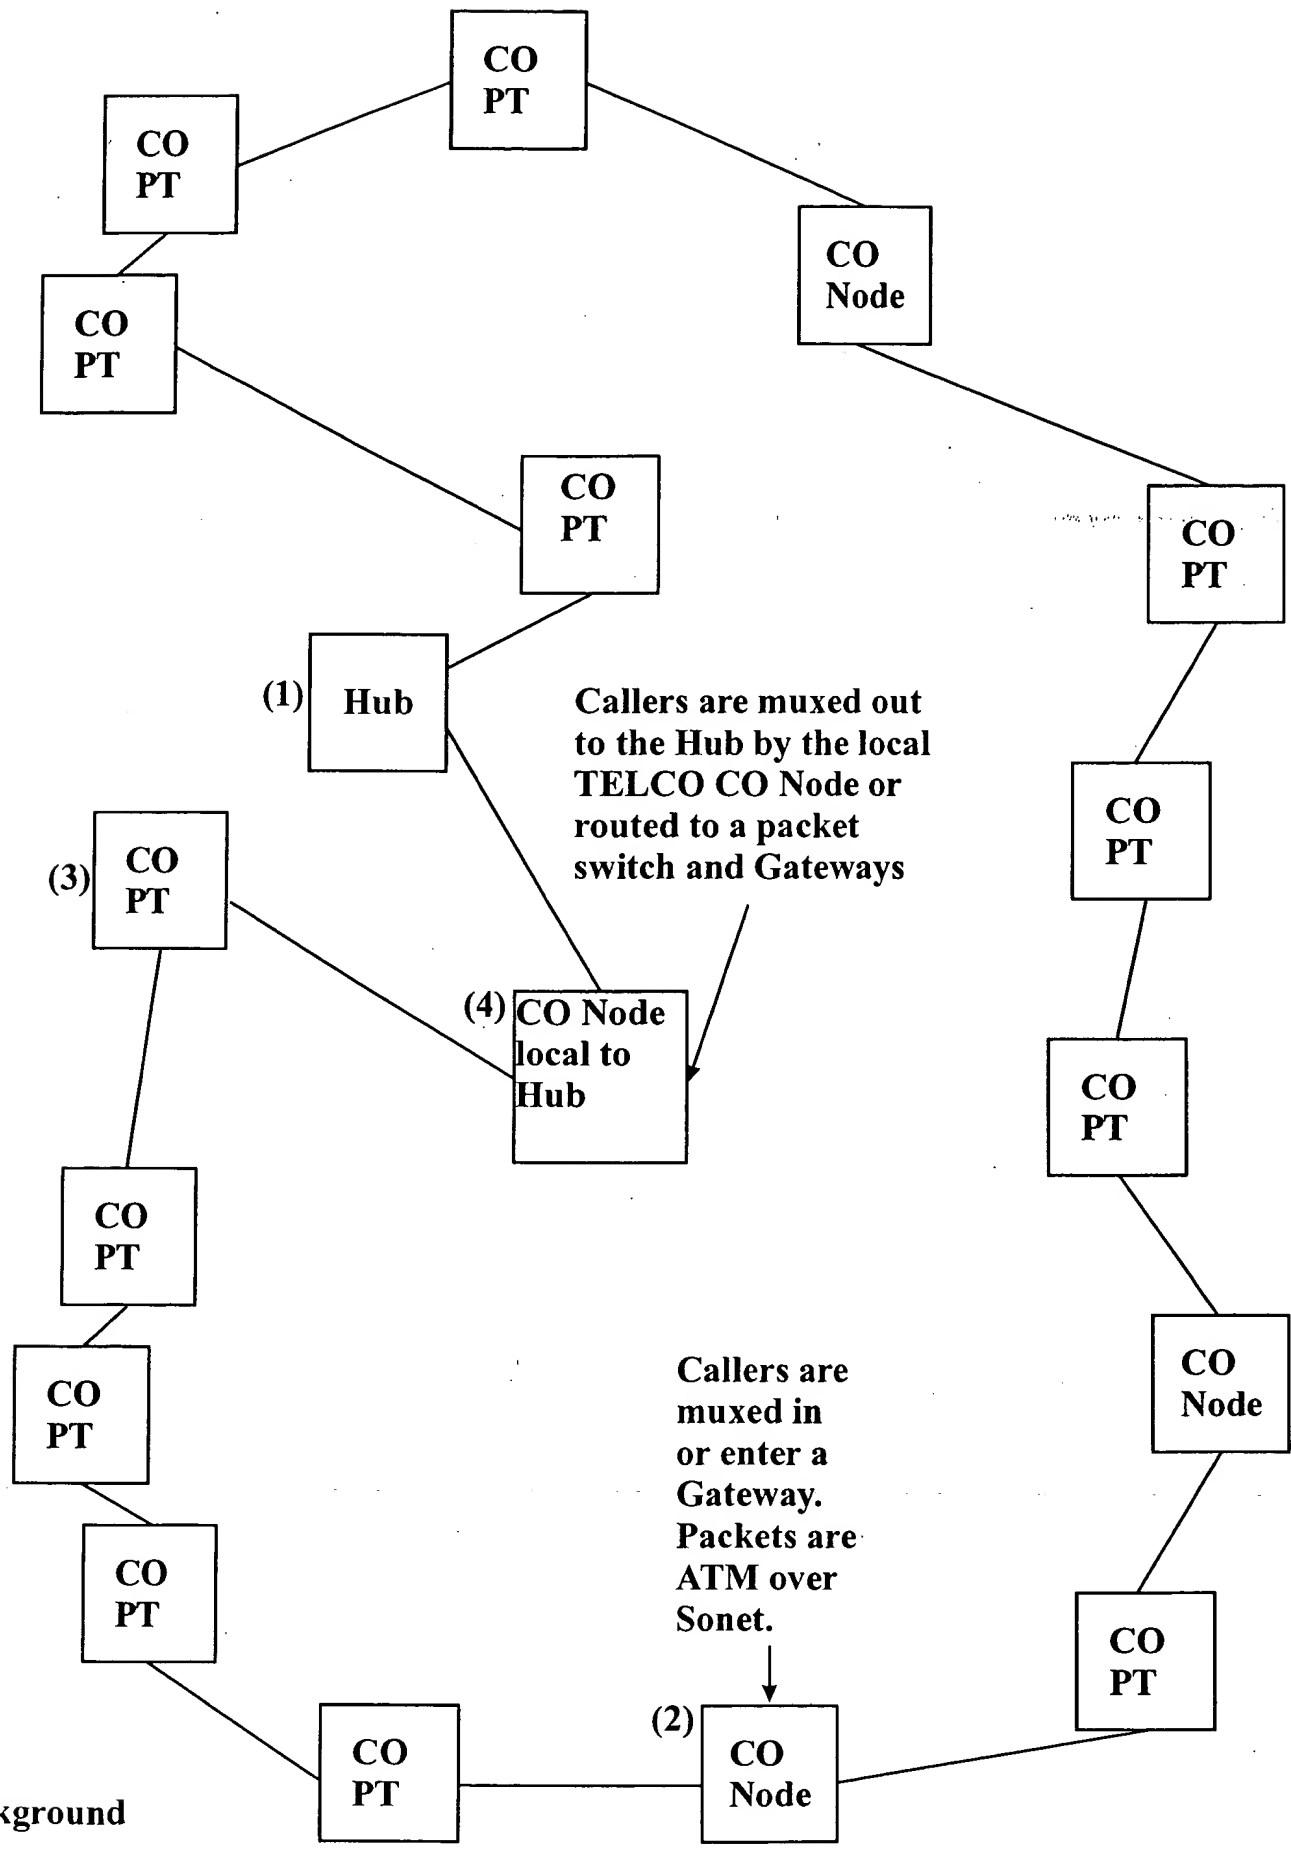 CO
PT
CO
PT
CO
Node
CO
PT
CO
PT
CO
PT
(1)
Hub
Callers are muxed out
to the Hub by the local
TELCO CO Node or
routed to a packet
switch and Gateways
CO
PT
(3)
CO
PT
(4)
CO Node
local to
Hub
CO
PT
CO
PT
CO
PT
Callers are
muxed in
or enter a
Gateway.
Packets are
ATM over
Sonet.
CO
Node
CO
PT
CO
PT
(2)
CO
Node
CO
PT
CO
PT
kground